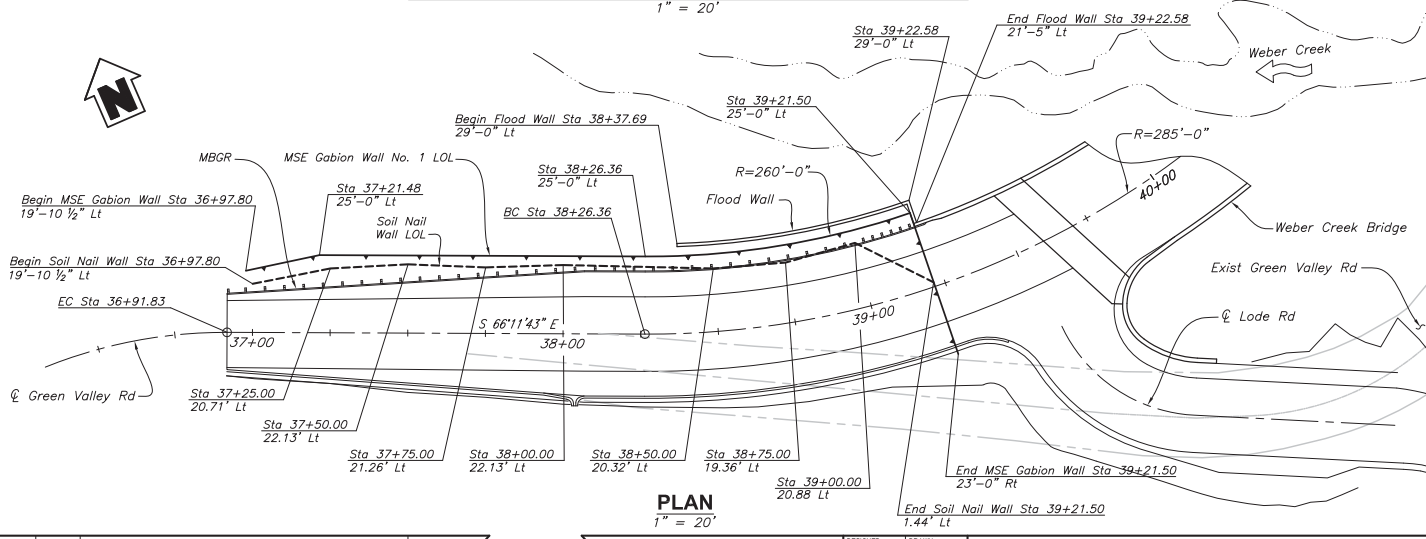 1" = 20'
Sta 39+22.58
29'-0" Lt
End Flood Wall Sta 39+22.58
21'-5" Lt
Weber Creek
N
Sta 39+21.50
25'-0" Lt
Begin Flood Wall Sta 38+37.69
29'-0" Lt
R=285'-0"
MBGR
MSE Gabion Wall No. 1 LOL
Sta 38+26.36
25'-0" Lt
R=260'-0"
40+00
Sta 37+21.48
25'-0" Lt
Begin MSE Gabion Wall Sta 36+97.80
19'-10 ½" Lt
Flood Wall
Soil Nail
Wall LOL
BC Sta 38+26.36
Weber Creek Bridge
Begin Soil Nail Wall Sta 36+97.80
19'-10 ½" Lt
Exist Green Valley Rd
EC Sta 36+91.83
S 66°11'43" E
39+00
℄ Lode Rd
37+00
38+00
℄ Green Valley Rd
Sta 37+25.00
20.71' Lt
Sta 37+50.00
22.13' Lt
Sta 37+75.00
21.26' Lt
Sta 38+00.00
22.13' Lt
Sta 38+50.00
20.32' Lt
Sta 38+75.00
19.36' Lt
Sta 39+00.00
20.88 Lt
End MSE Gabion Wall Sta 39+21.50
23'-0" Rt
End Soil Nail Wall Sta 39+21.50
1.44' Lt
PLAN
1" = 20'